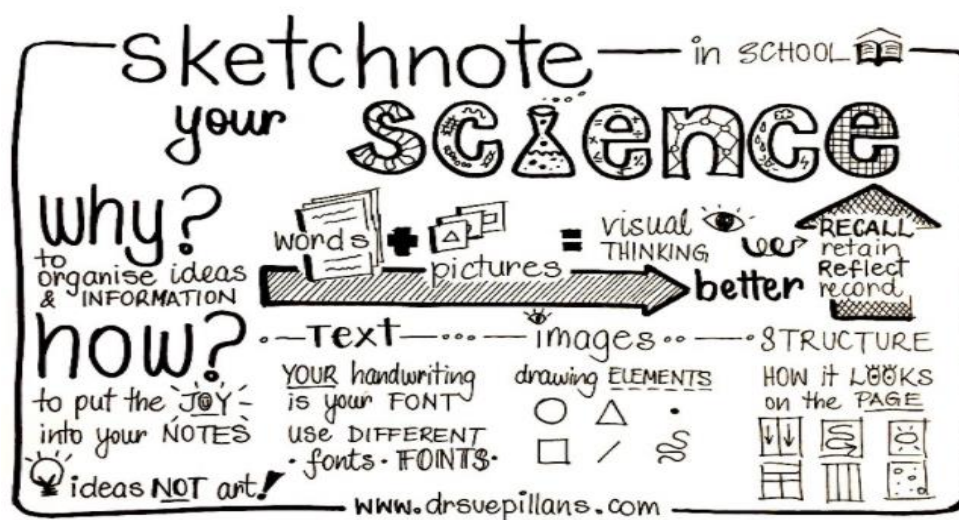 sketchnote
in SCHOOL
your science
why?
to
organise ideas
& INFORMATION
words + pictures = visual THINKING
better
RECALL
retain
Reflect
record
how?
to put the JOY
into your NOTES
ideas NOT art!
Text
YOUR handwriting
is your FONT
use DIFFERENT
fonts · FONTS
images
drawing ELEMENTS
STRUCTURE
HOW it LOOKS
on the PAGE
www.drsuepillans.com